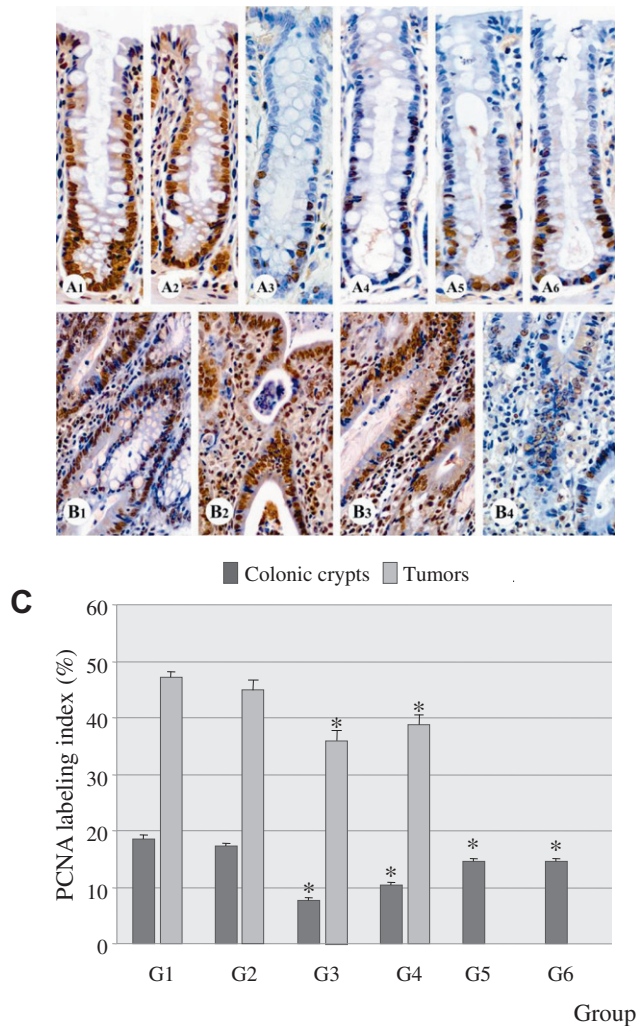 A1 A2 A3 A4 A5 A6
B1 B2 B3 B4
Colonic crypts Tumors
C
60
50
40
30
20
10
0
PCNA labeling index (%)
* * * * * *
G1 G2 G3 G4 G5 G6
Group